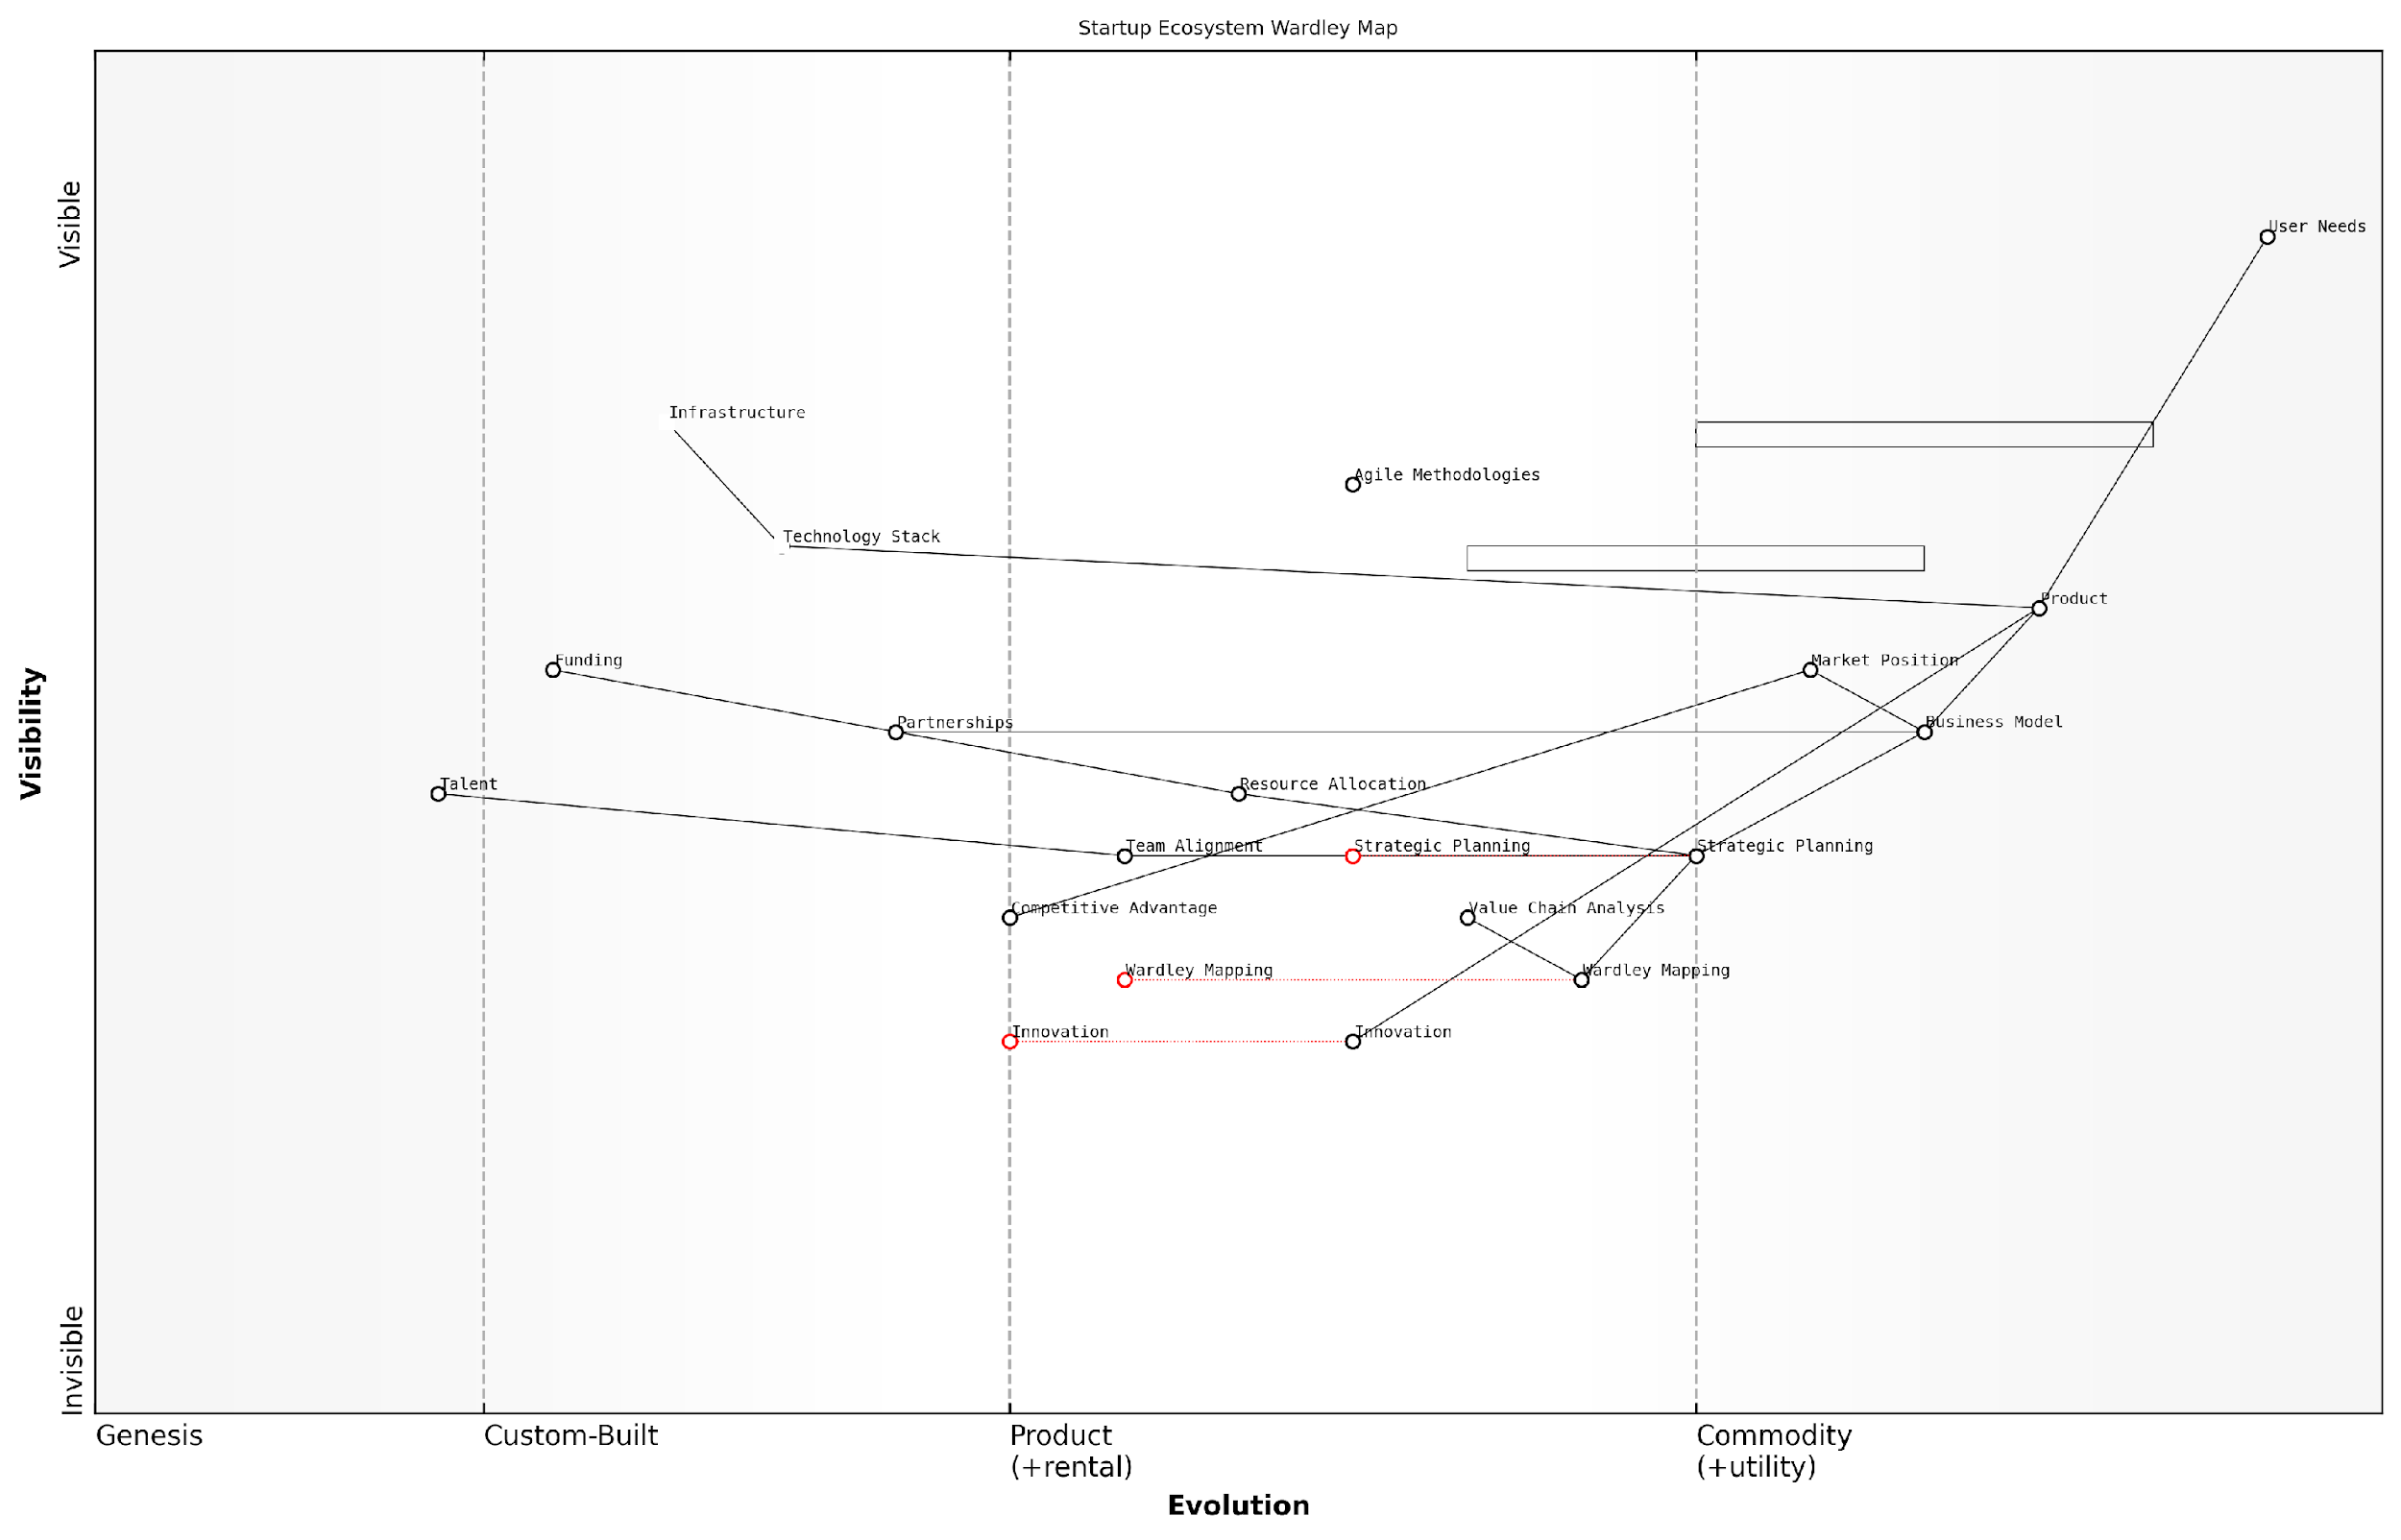 Startup Ecosystem Wardley Map
Visible
User Needs
Infrastructure
Agile Methodologies
Technology Stack
Product
Funding
Market Position
Visibility
Partnerships
Business Model
Talent
Resource Allocation
Team Alignment
Strategic Planning
Strategic Planning
Competitive Advantage
Value Chain Analysis
Wardley Mapping
Wardley Mapping
Innovation
Innovation
Invisible
Genesis
Custom-Built
Product
(+rental)
Commodity
(+utility)
Evolution